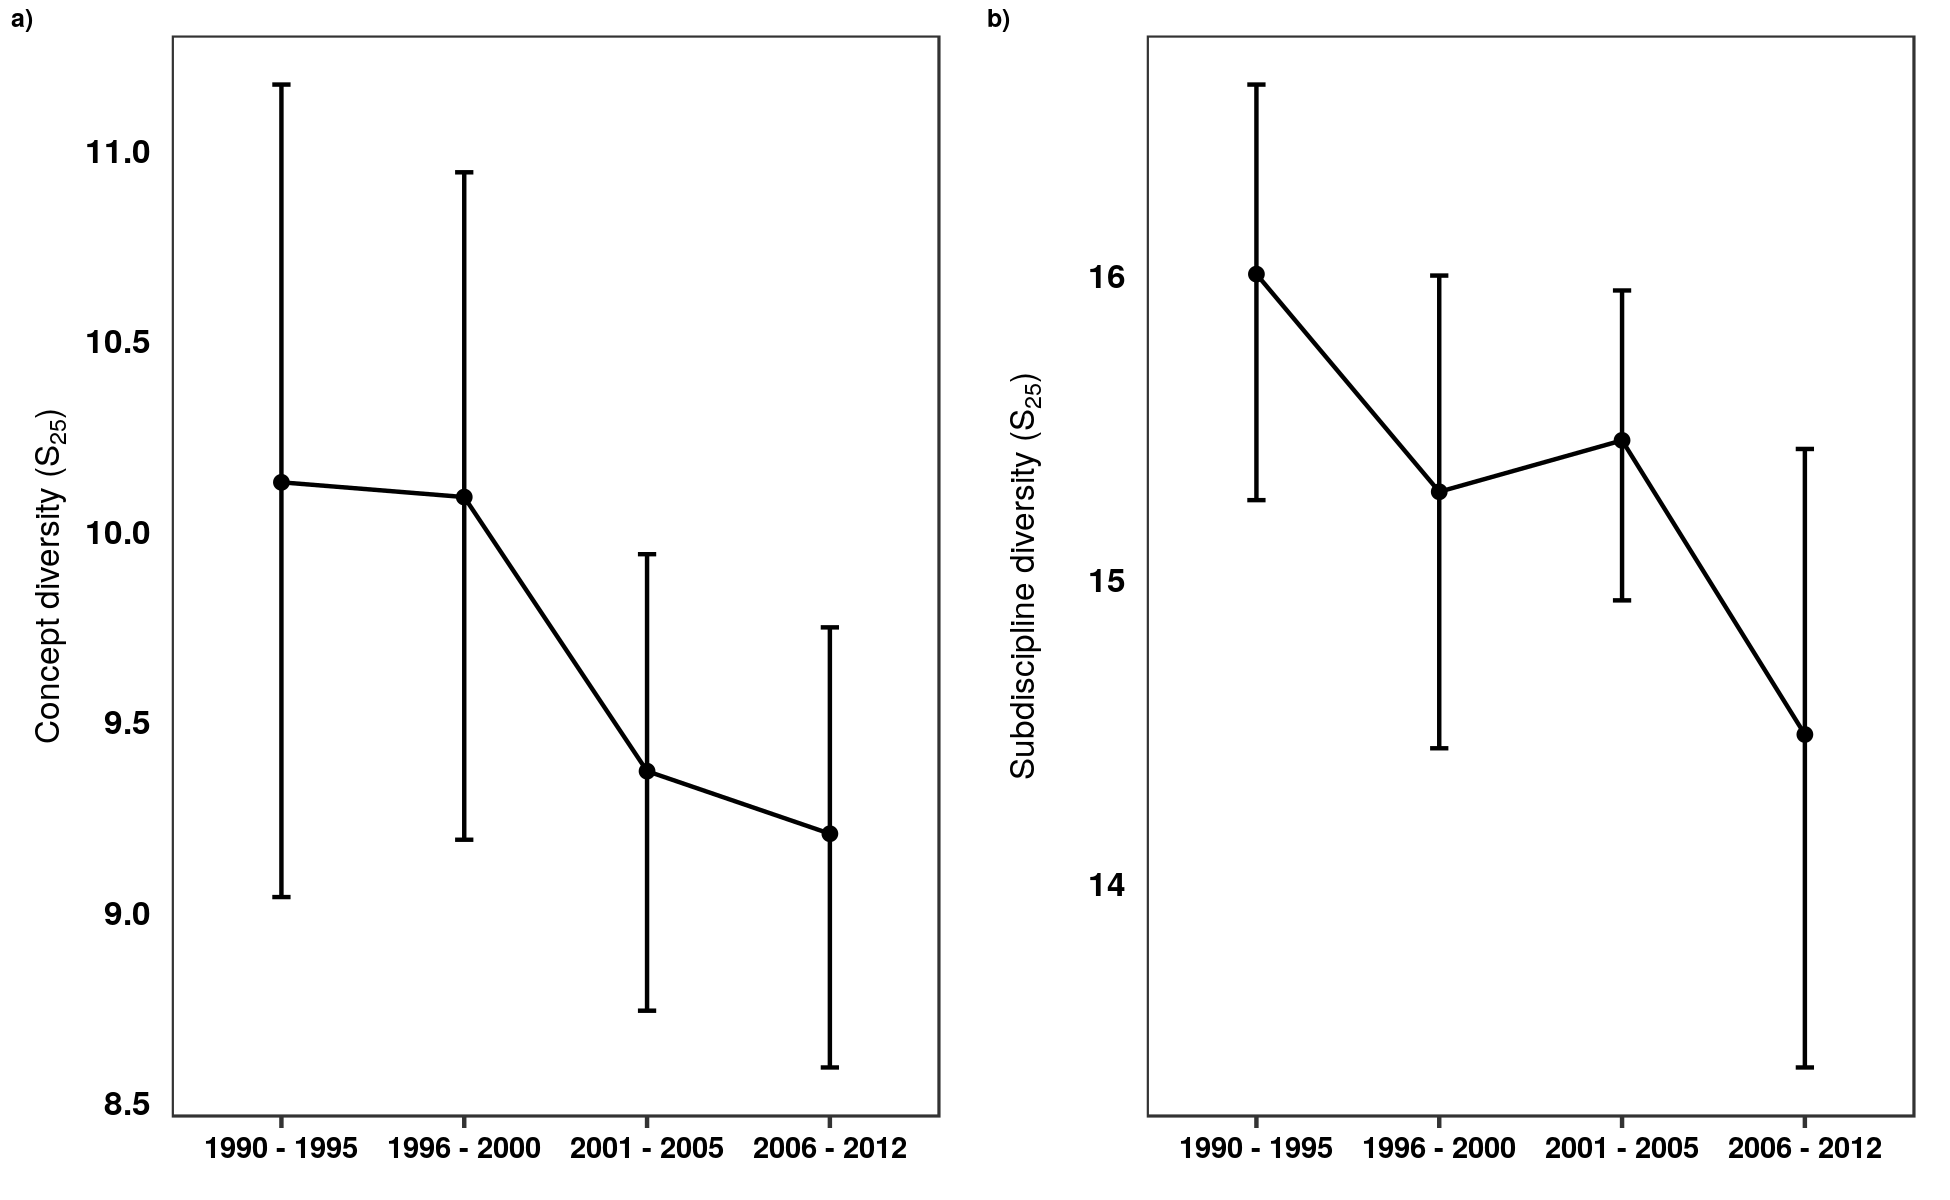 a)
11.0
10.5
10.0
9.5
9.0
8.5
Concept diversity (S25)
1990 - 1995 1996 - 2000 2001 - 2005 2006 - 2012
b)
16
15
14
Subdiscipline diversity (S25)
1990 - 1995 1996 - 2000 2001 - 2005 2006 - 2012